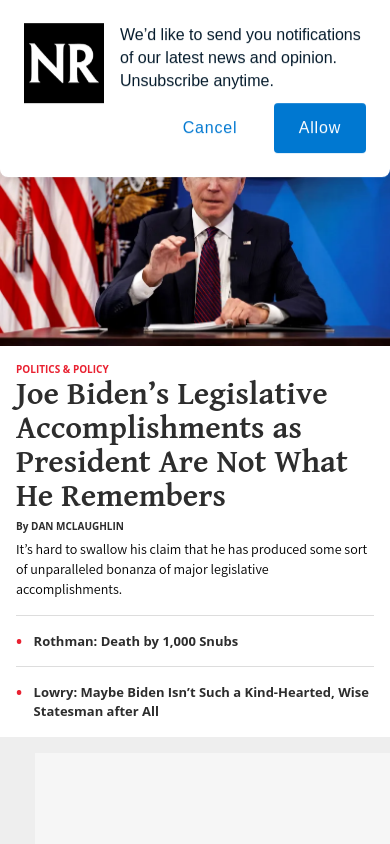 NR
We’d like to send you notifications
of our latest news and opinion.
Unsubscribe anytime.
Cancel
Allow
POLITICS & POLICY
Joe Biden’s Legislative
Accomplishments as
President Are Not What
He Remembers
By DAN MCLAUGHLIN
It’s hard to swallow his claim that he has produced some sort
of unparalleled bonanza of major legislative
accomplishments.
• Rothman: Death by 1,000 Snubs
• Lowry: Maybe Biden Isn’t Such a Kind-Hearted, Wise
Statesman after All